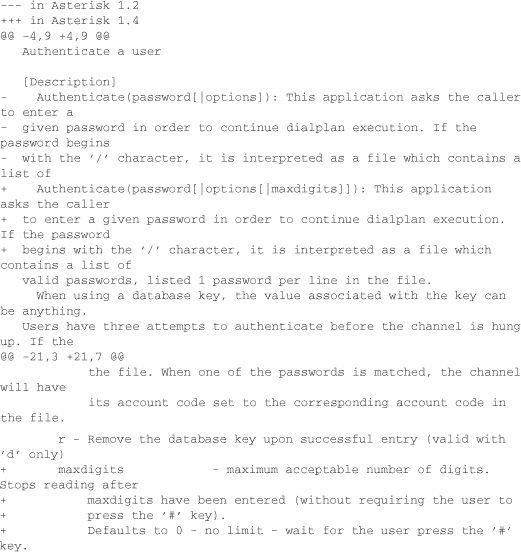 --- in Asterisk 1.2
+++ in Asterisk 1.4
@@ -4,9 +4,9 @@
Authenticate a user
[Description]
- Authenticate(password[|options]): This application asks the caller
to enter a
- given password in order to continue dialplan execution. If the
password begins
- with the '/' character, it is interpreted as a file which contains a
list of
+ Authenticate(password[|options[|maxdigits]]): This application
asks the caller
+ to enter a given password in order to continue dialplan execution.
If the password
+ begins with the '/' character, it is interpreted as a file which
contains a list of
valid passwords, listed 1 password per line in the file.
When using a database key, the value associated with the key can
be anything.
Users have three attempts to authenticate before the channel is hung
up. If the
@@ -21,3 +21,7 @@
the file. When one of the passwords is matched, the channel
will have
its account code set to the corresponding account code in
the file.
r - Remove the database key upon successful entry (valid with
'd' only)
+ maxdigits - maximum acceptable number of digits.
Stops reading after
+ maxdigits have been entered (without requiring the user to
+ press the '#' key).
+ Defaults to 0 - no limit - wait for the user press the '#'
key.